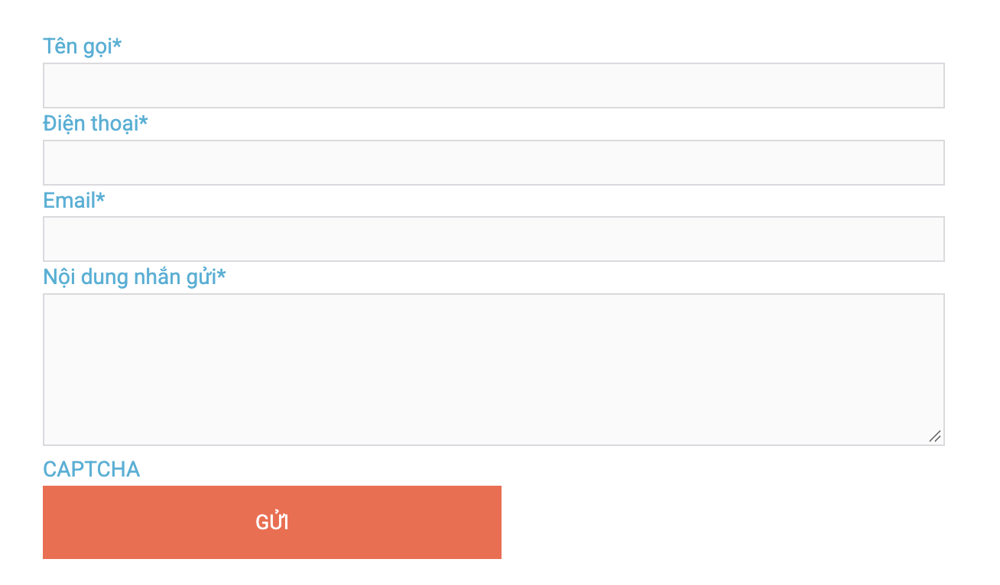 Tên gọi*
Điện thoại*
Email*
Nội dung nhắn gửi*
CAPTCHA
GỬI